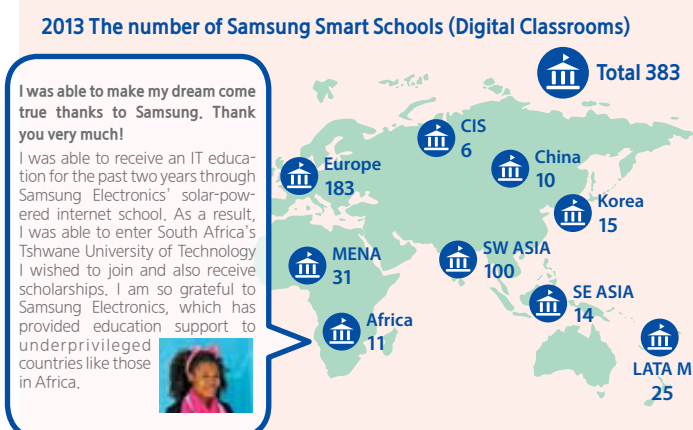 2013 The number of Samsung Smart Schools (Digital Classrooms)
Total 383
I was able to make my dream come
true thanks to Samsung. Thank
you very much!
I was able to receive an IT educa-
tion for the past two years through
Samsung Electronics' solar-pow-
ered internet school. As a result,
I was able to enter South Africa's
Tshwane University of Technology
I wished to join and also receive
scholarships. I am so grateful to
Samsung Electronics, which has
provided education support to
underprivileged
countries like those
in Africa.
CIS
6
Europe
183
China
10
Korea
15
MENA
31
SW ASIA
100
SE ASIA
14
Africa
11
LATA M
25